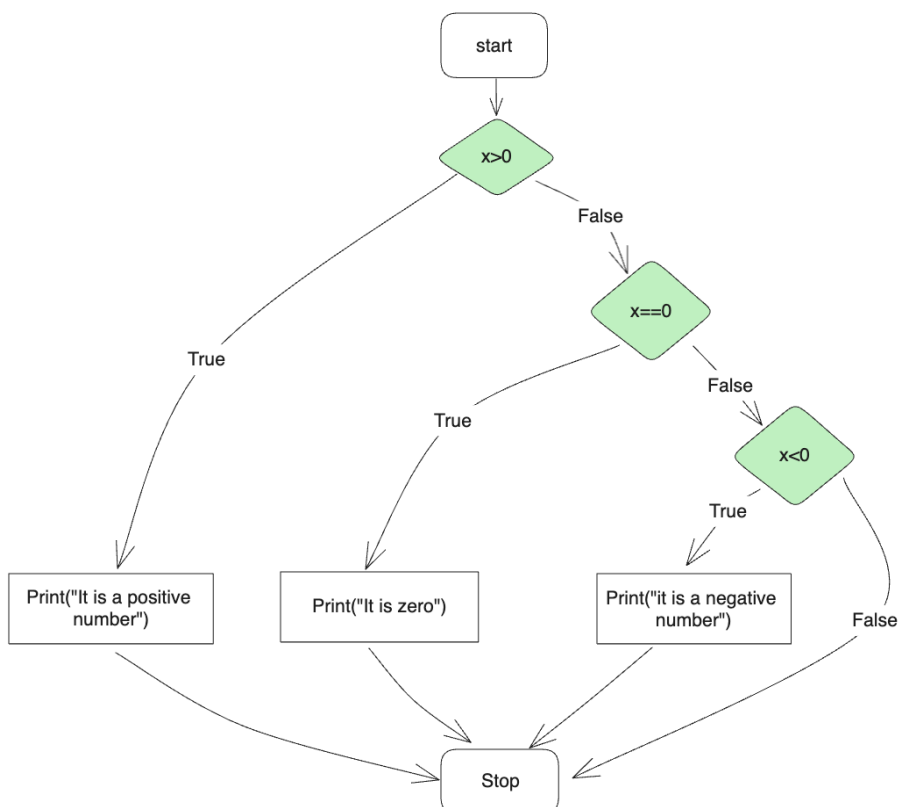 start
x>0
False
x==0
True
False
True
x<0
True
Print("It is a positive
number")
Print("It is zero")
Print("it is a negative
number")
False
Stop